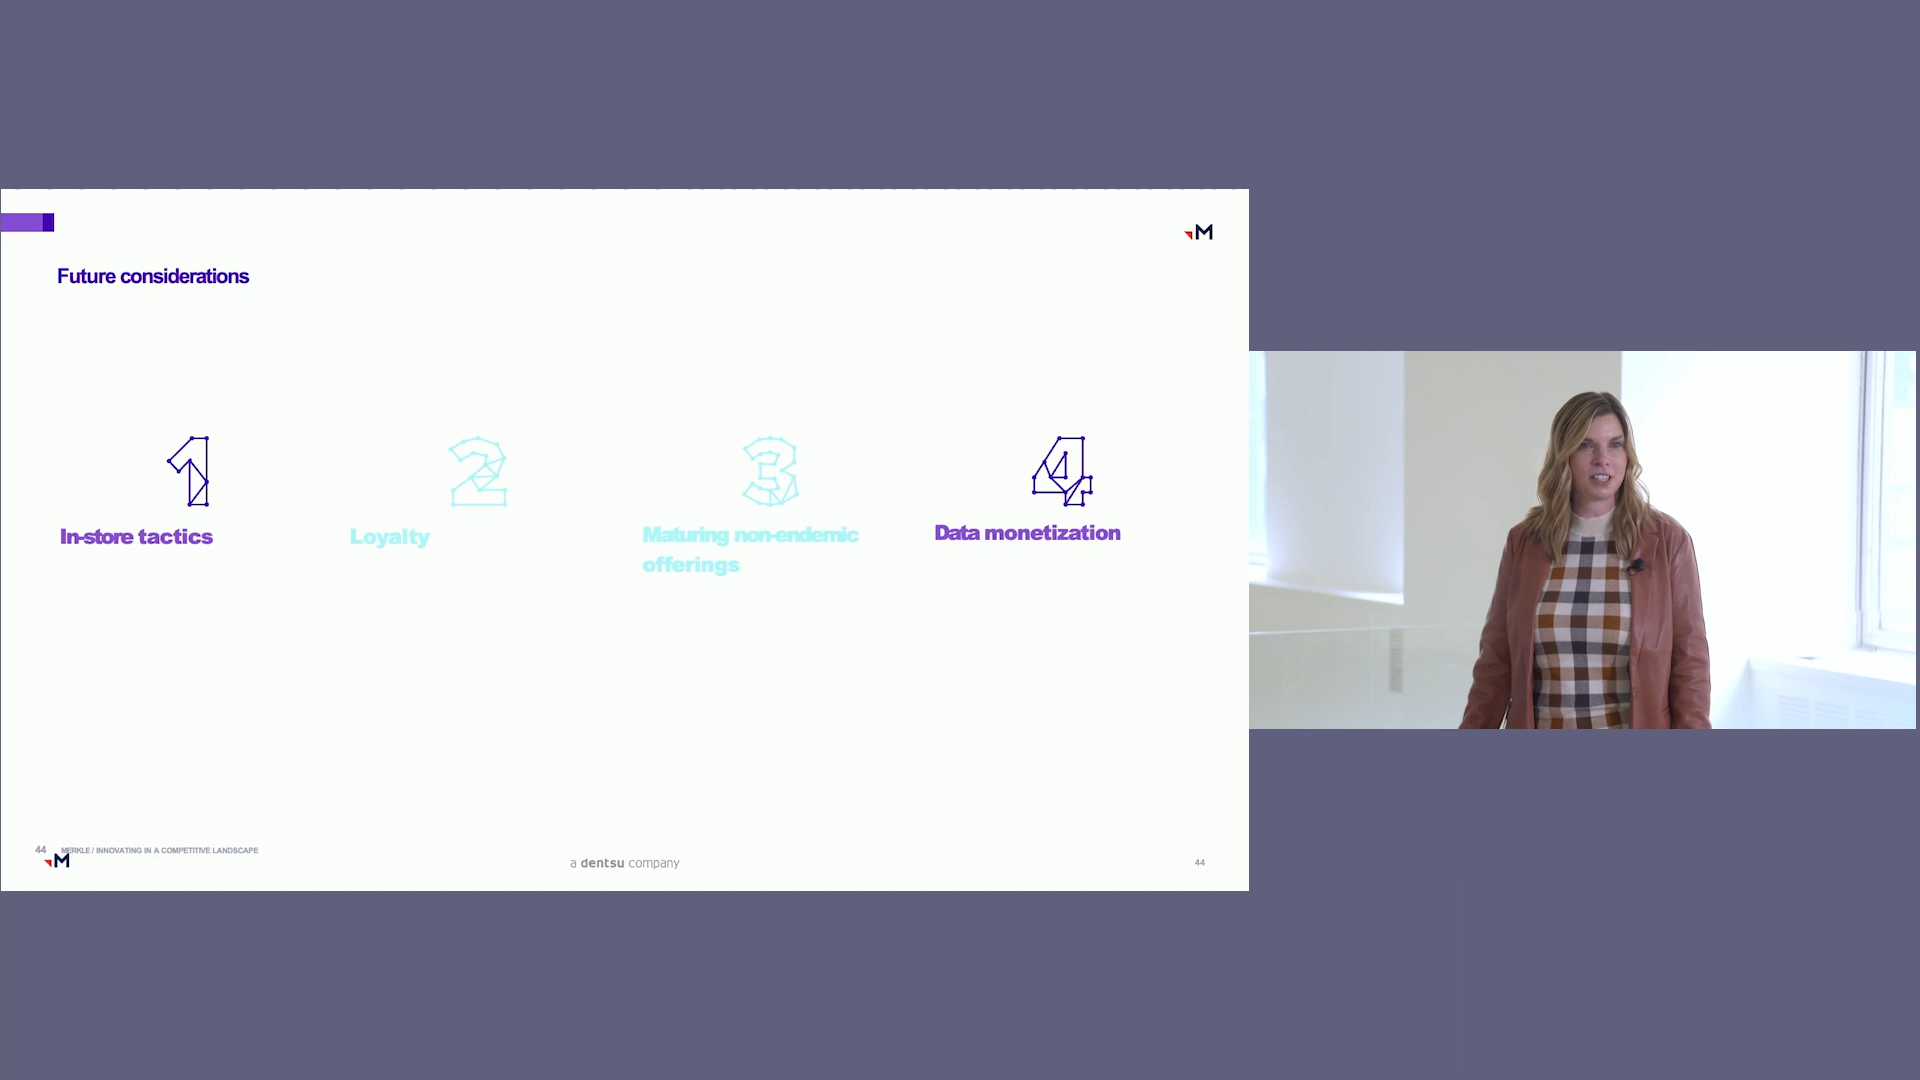 M
Future considerations
1
2
3
4
In-store tactics
Loyalty
Maturing non-endemic
offerings
Data monetization
44 MERKLE / INNOVATING IN A COMPETITIVE LANDSCAPE
M
a dentsu company
44